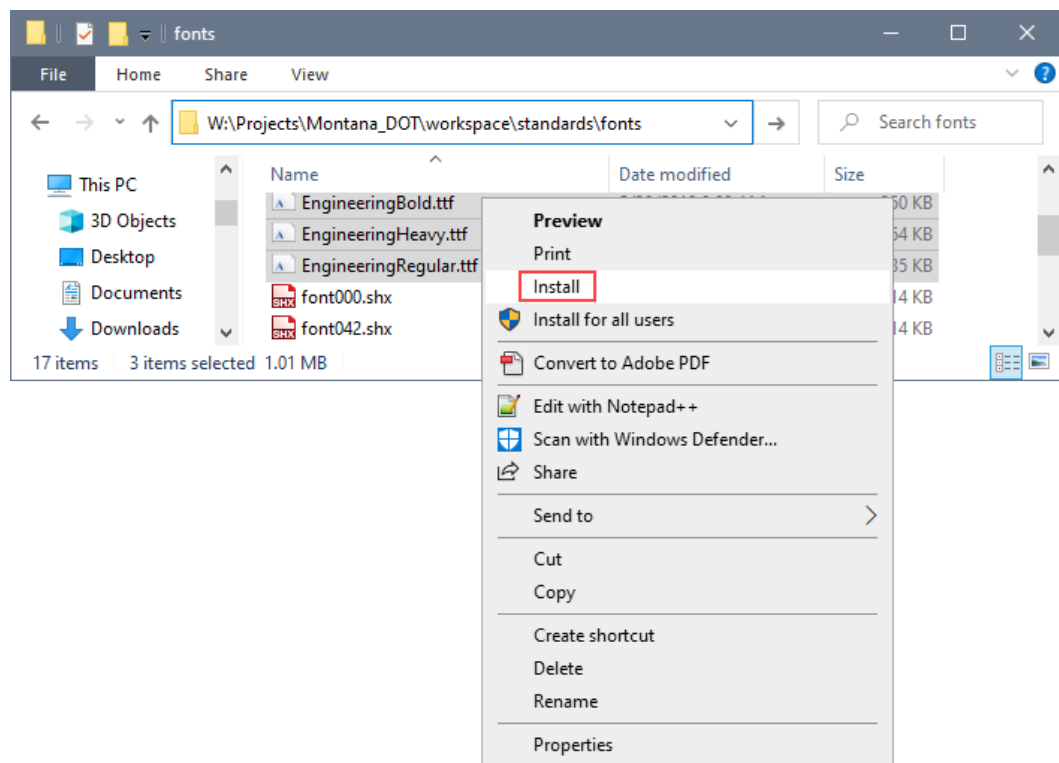 fonts
File Home Share View
W:\Projects\Montana_DOT\workspace\standards\fonts Search fonts
Name Date modified Size
This PC
3D Objects
Desktop
Documents
Downloads
EngineeringBold.ttf KB
EngineeringHeavy.ttf 54 KB
EngineeringRegular.ttf 35 KB
SHX font000.shx 14 KB
SHX font042.shx 14 KB
17 items 3 items selected 1.01 MB
Preview
Print
Install
Install for all users
Convert to Adobe PDF
Edit with Notepad++
Scan with Windows Defender...
Share
Send to
Cut
Copy
Create shortcut
Delete
Rename
Properties